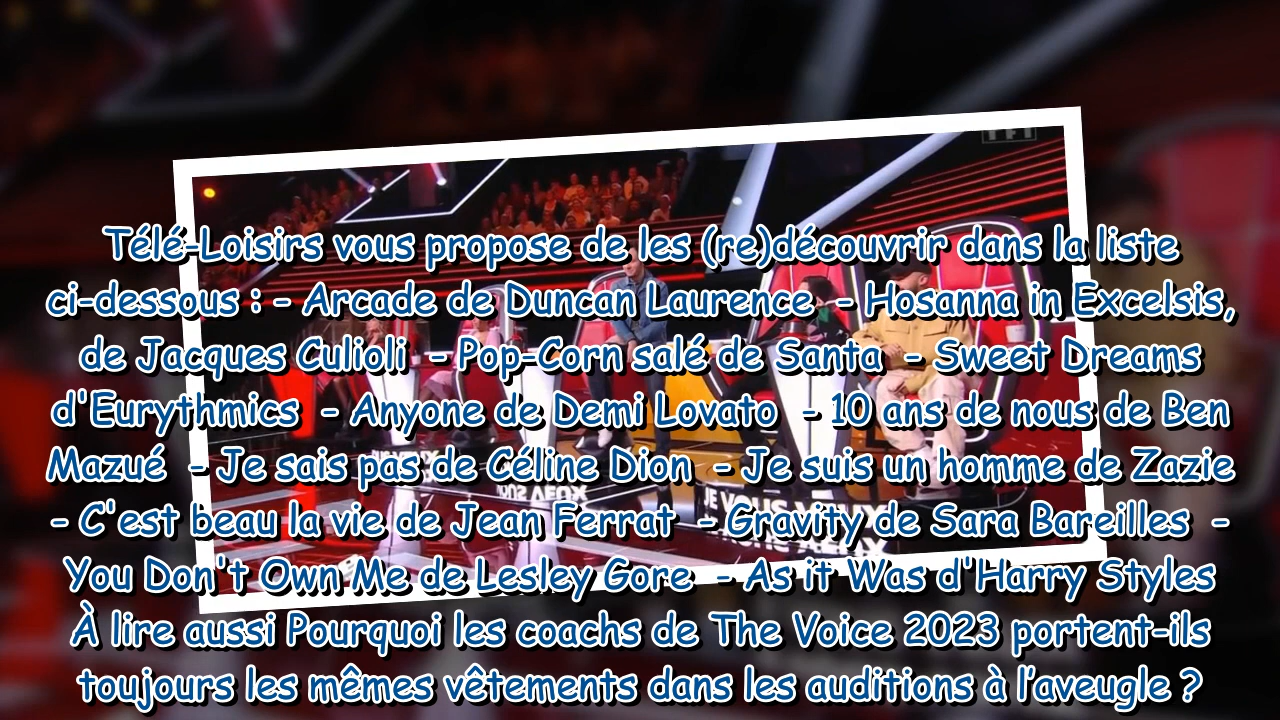 TF1
Télé-Loisirs vous propose de les (re)découvrir dans la liste
ci-dessous : - Arcade de Duncan Laurence - Hosanna in Excelsis,
de Jacques Culioli - Pop-Corn salé de Santa - Sweet Dreams
d'Eurythmics - Anyone de Demi Lovato - 10 ans de nous de Ben
Mazué - Je sais pas de Céline Dion - Je suis un homme de Zazie
- C'est beau la vie de Jean Ferrat - Gravity de Sara Bareilles -
You Don't Own Me de Lesley Gore - As it Was d'Harry Styles
À lire aussi Pourquoi les coachs de The Voice 2023 portent-ils
toujours les mêmes vêtements dans les auditions à l’aveugle ?
JE VOUS VEUX